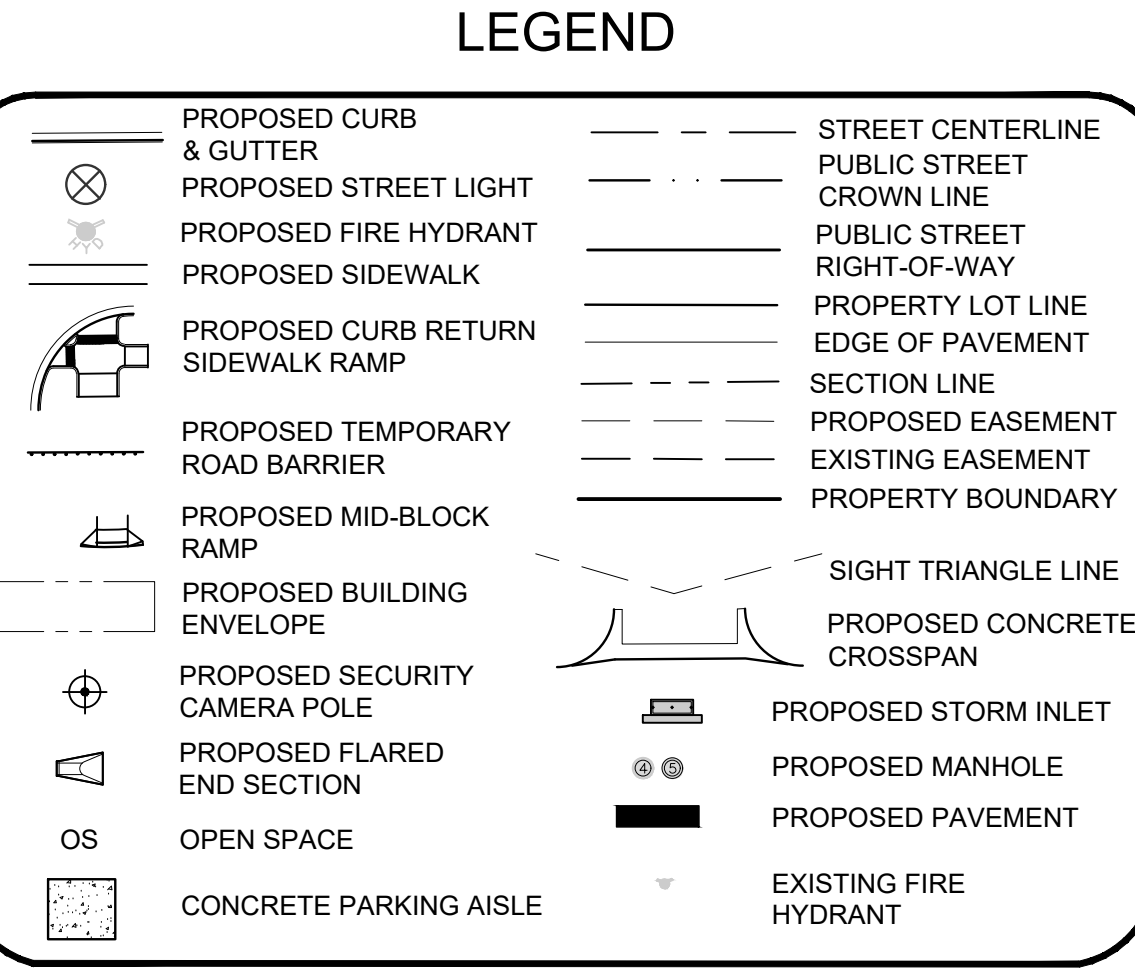 LEGEND
PROPOSED CURB
& GUTTER
PROPOSED STREET LIGHT
PROPOSED FIRE HYDRANT
PROPOSED SIDEWALK
PROPOSED CURB RETURN
SIDEWALK RAMP
PROPOSED TEMPORARY
ROAD BARRIER
PROPOSED MID-BLOCK
RAMP
PROPOSED BUILDING
ENVELOPE
PROPOSED SECURITY
CAMERA POLE
PROPOSED FLARED
END SECTION
OS OPEN SPACE
CONCRETE PARKING AISLE
STREET CENTERLINE
PUBLIC STREET
CROWN LINE
PUBLIC STREET
RIGHT-OF-WAY
PROPERTY LOT LINE
EDGE OF PAVEMENT
SECTION LINE
PROPOSED EASEMENT
EXISTING EASEMENT
PROPERTY BOUNDARY
SIGHT TRIANGLE LINE
PROPOSED CONCRETE
CROSSPAN
PROPOSED STORM INLET
4 5 PROPOSED MANHOLE
PROPOSED PAVEMENT
EXISTING FIRE
HYDRANT